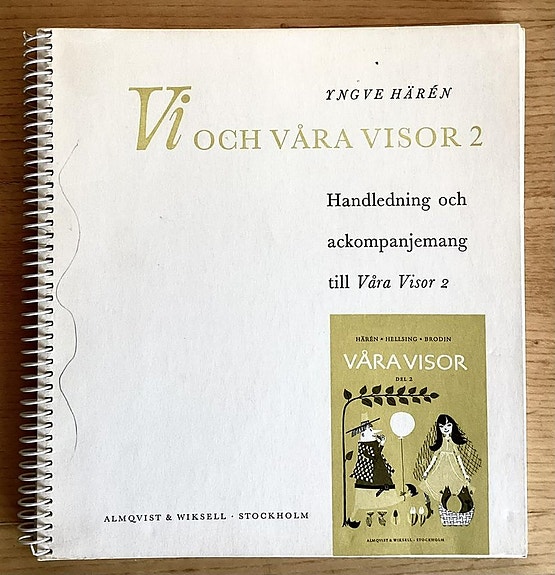 YNGVE HÄRÉN
Vi OCH VÅRA VISOR 2
Handledning och
ackompanjemang
till Våra Visor 2
HÄRÉN • HELLSING • BRODIN
VÅRA VISOR
DEL 2
ALMQVIST & WIKSELL · STOCKHOLM
ALMQVIST & WIKSELL · STOCKHOLM